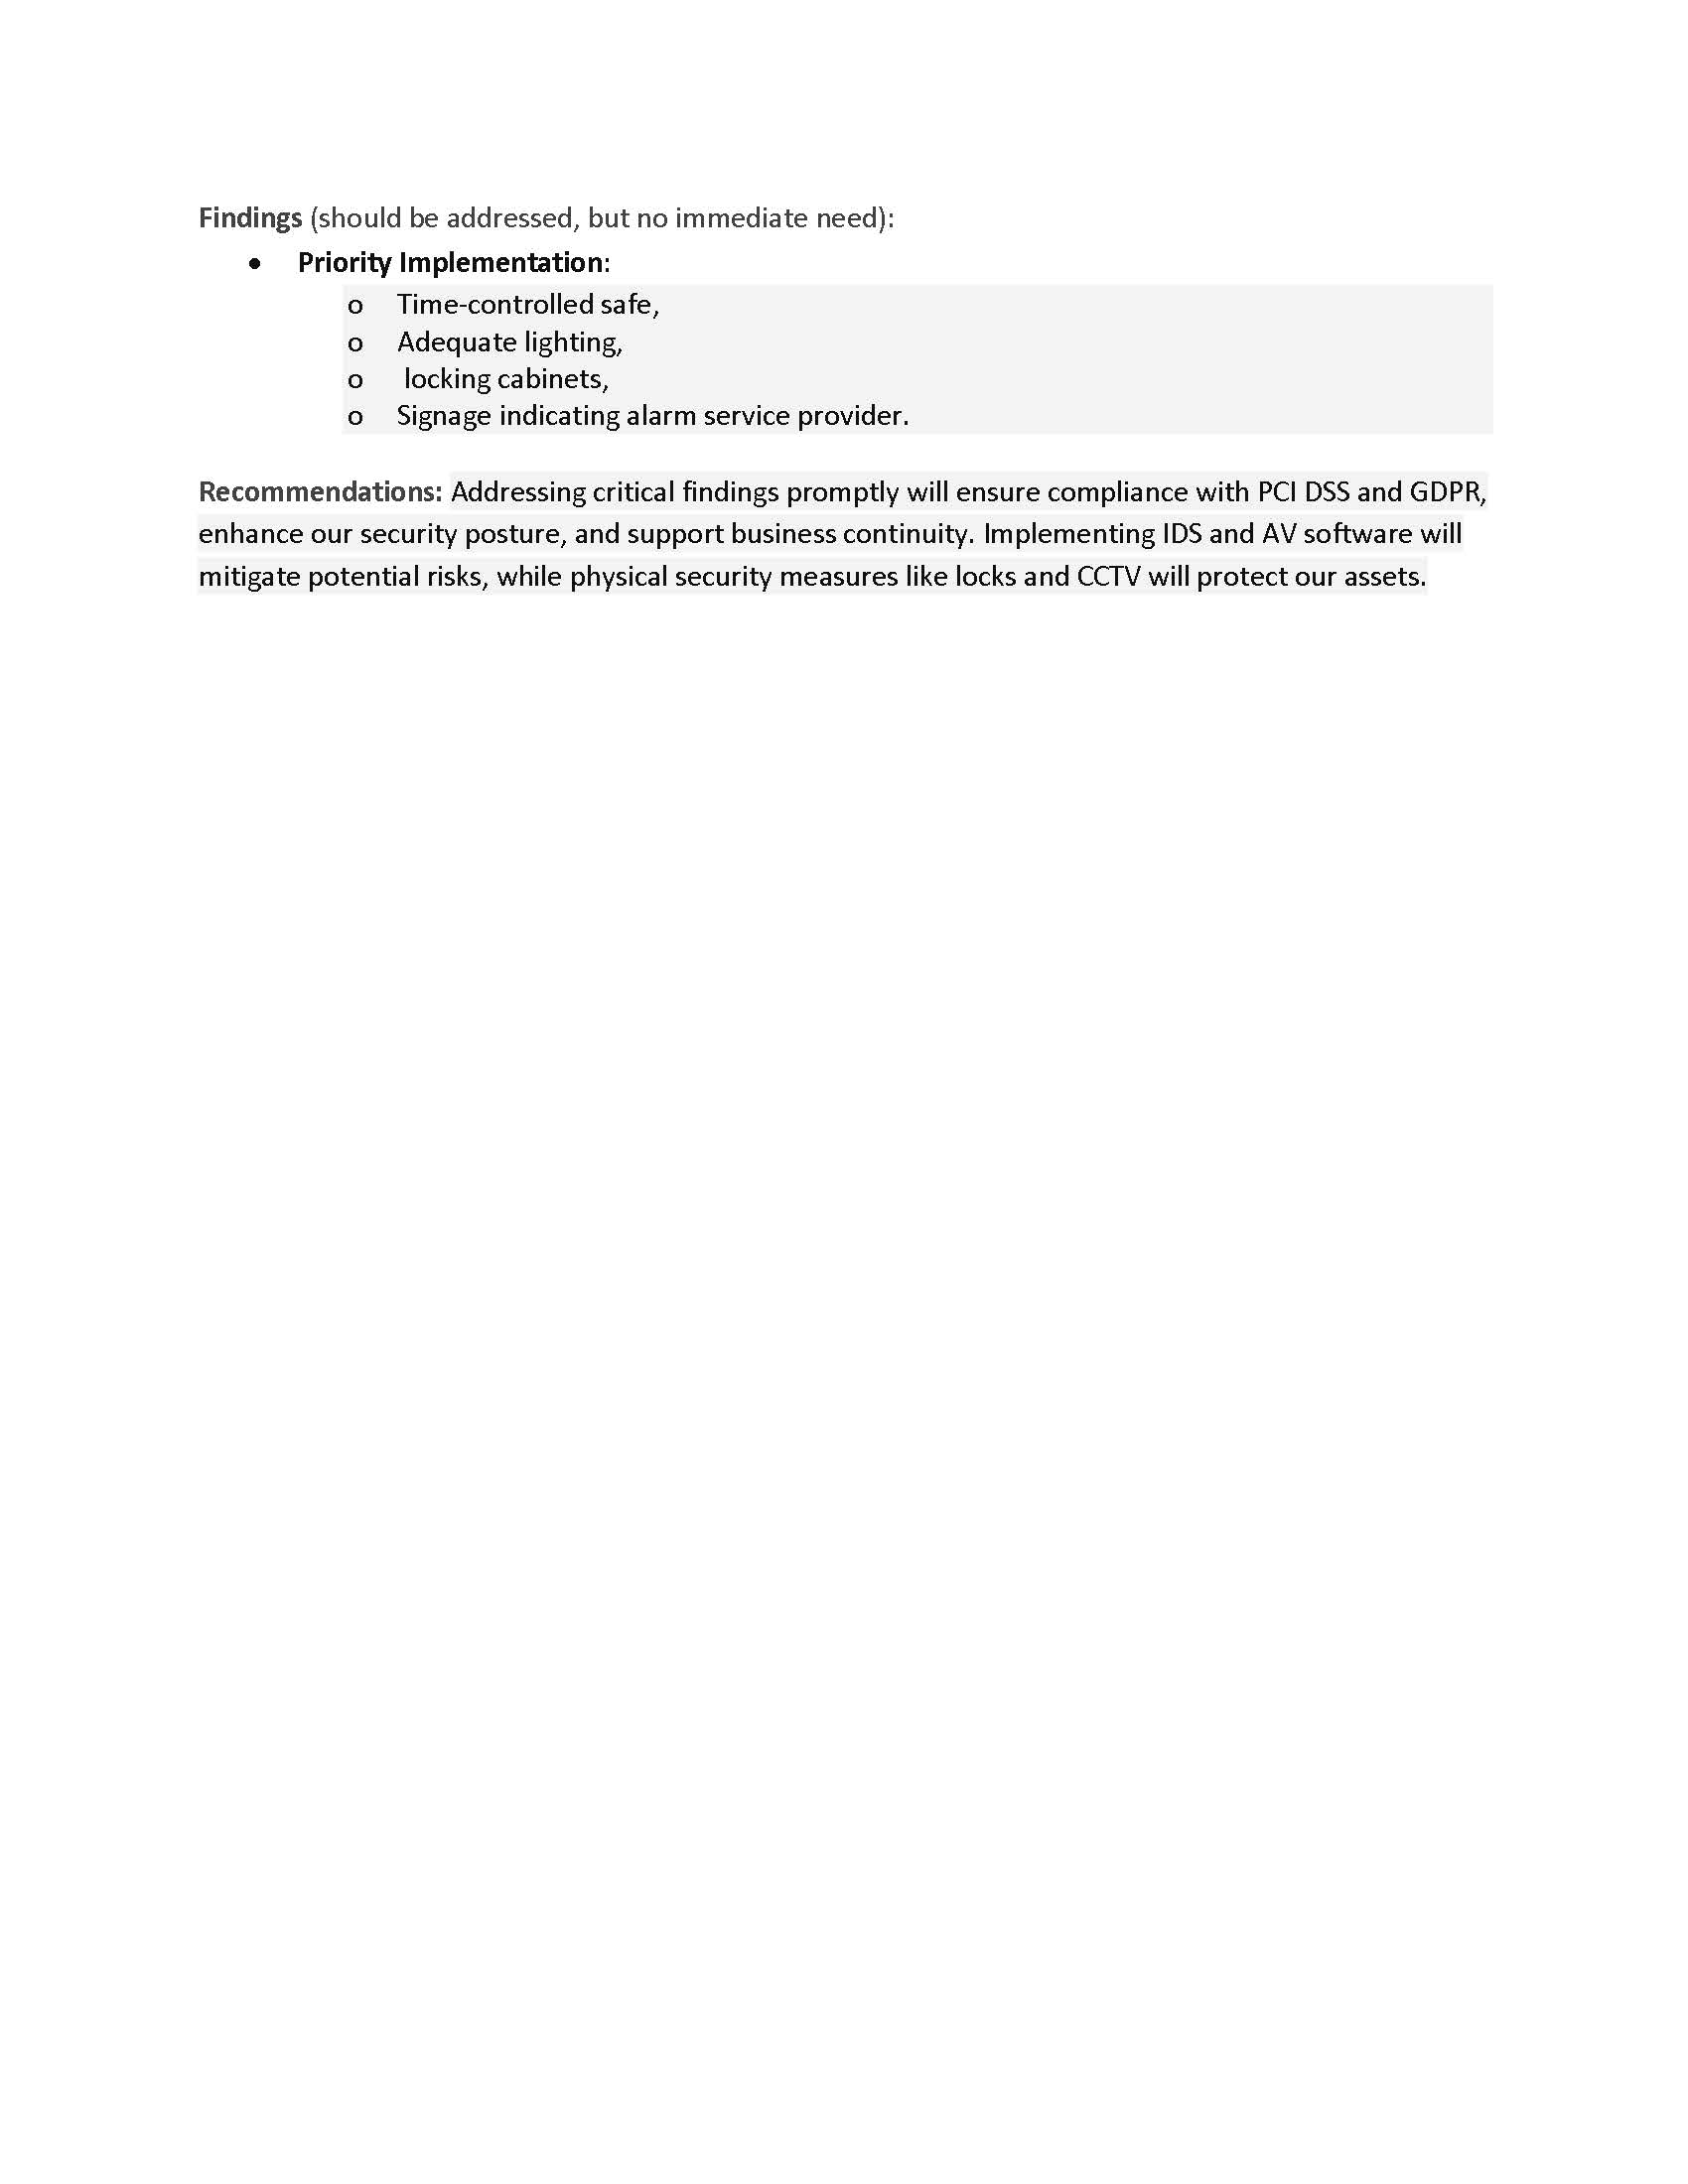 Findings (should be addressed, but no immediate need):
• Priority Implementation:
o Time-controlled safe,
o Adequate lighting,
o locking cabinets,
o Signage indicating alarm service provider.
Recommendations: Addressing critical findings promptly will ensure compliance with PCI DSS and GDPR,
enhance our security posture, and support business continuity. Implementing IDS and AV software will
mitigate potential risks, while physical security measures like locks and CCTV will protect our assets.